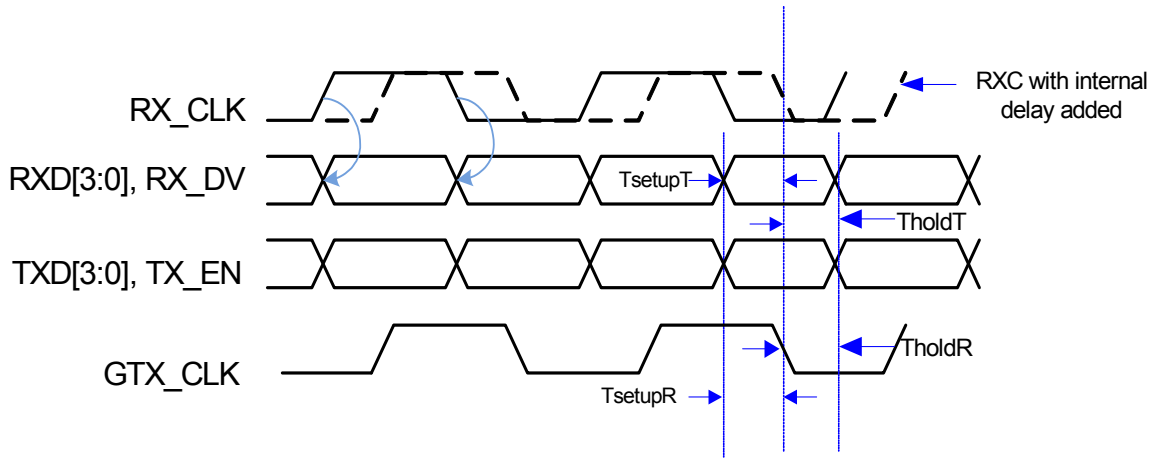 RX_CLK
RXC with internal
delay added
RXD[3:0], RX_DV
TsetupT
TholdT
TXD[3:0], TX_EN
GTX_CLK
TholdR
TsetupR